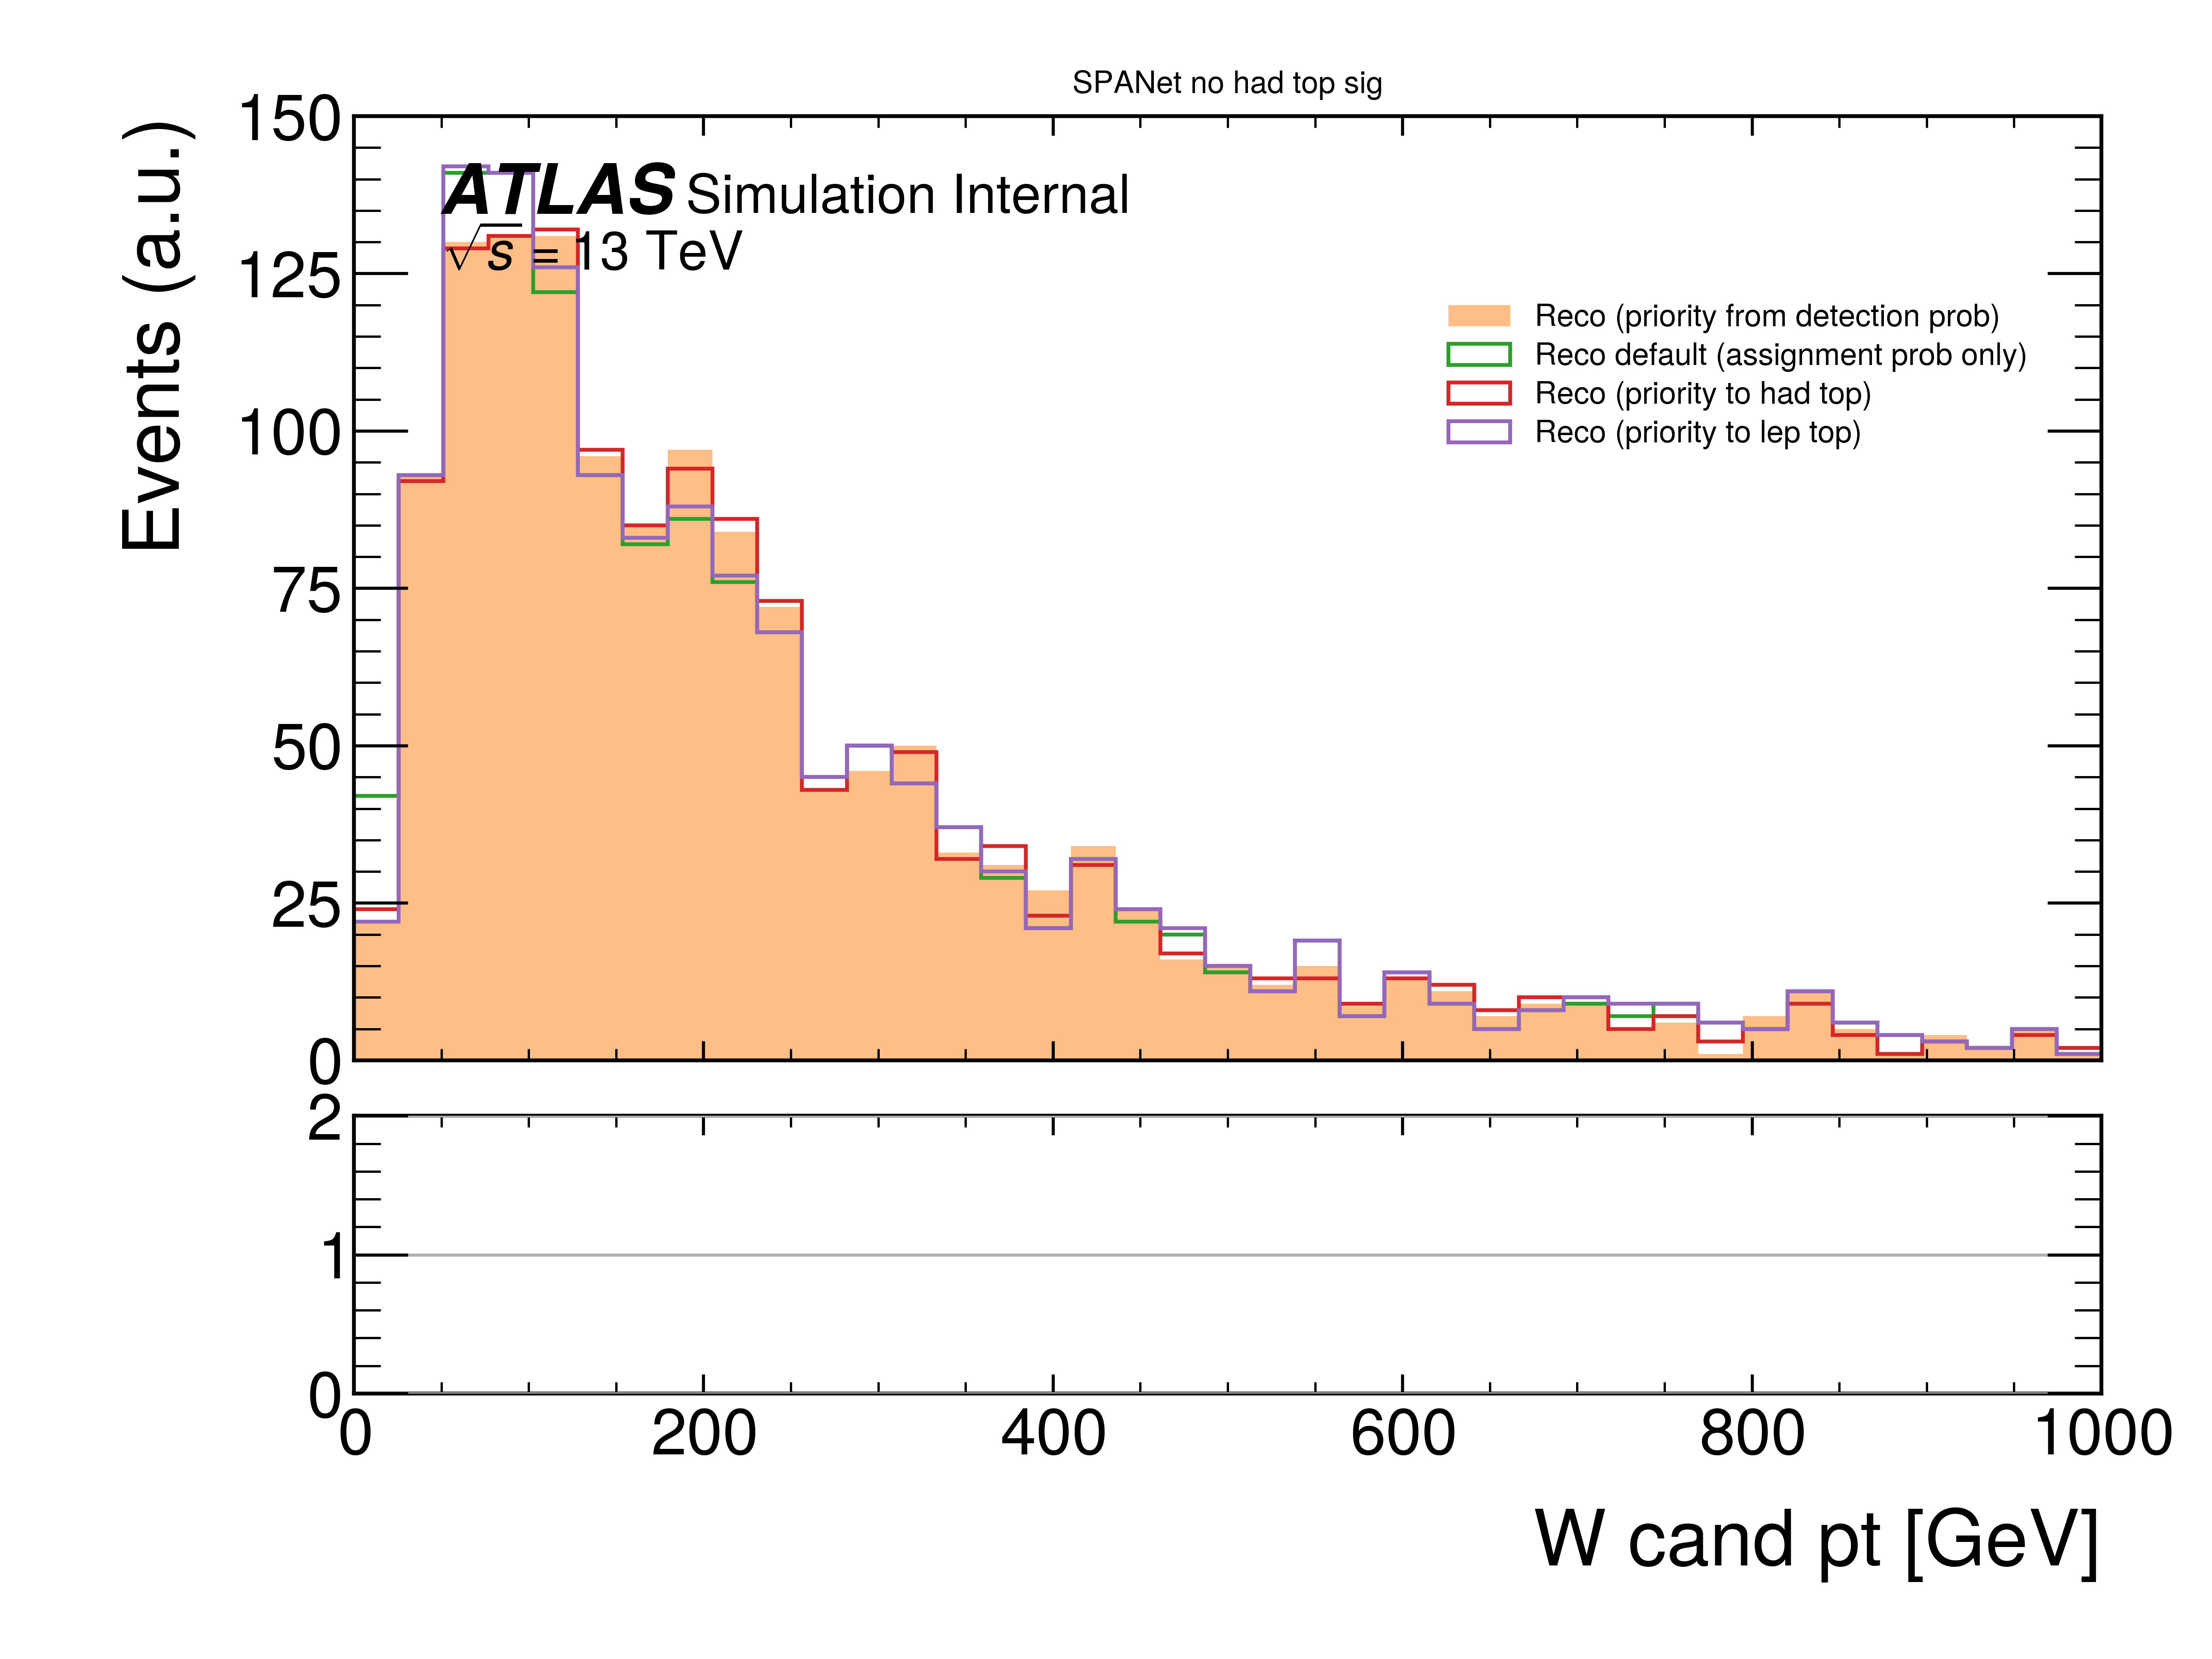 SPANet no had top sig
150
ATLAS Simulation Internal
√s = 13 TeV
125
Reco (priority from detection prob)
Reco default (assignment prob only)
Reco (priority to had top)
Reco (priority to lep top)
100
75
50
25
0
Events (a.u.)
2
1
0
0 200 400 600 800 1000
W cand pt [GeV]